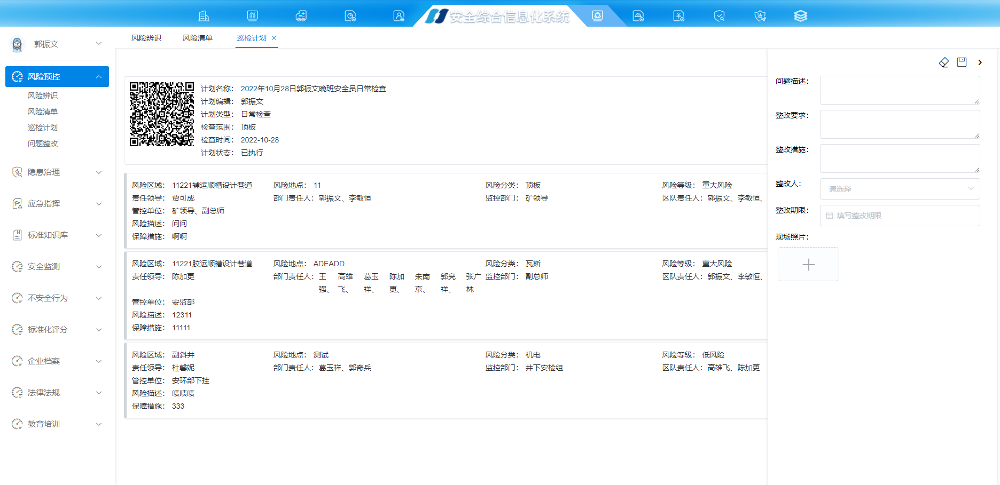 安全综合信息化系统
郭振文
风险辨识 风险清单 巡检计划 ×
风险预控
风险辨识
风险清单
巡检计划
问题整改
隐患治理
应急指挥
标准知识库
安全监测
不安全行为
标准化评分
企业档案
法律法规
教育培训
计划名称： 2022年10月28日郭振文晚班安全员日常检查
计划编辑： 郭振文
计划类型： 日常检查
检查范围： 顶板
检查时间： 2022-10-28
计划状态： 已执行
风险区域： 11221辅运顺槽设计巷道 风险地点： 11 风险分类： 顶板 风险等级： 重大风险
责任领导： 贾可成 部门责任人： 郭振文、李敏恒 监控部门： 矿领导 区队责任人： 郭振文、李敏恒、
管控单位： 矿领导、副总师
风险描述： 问问
保障措施： 啊啊
风险区域： 11221胶运顺槽设计巷道 风险地点： ADEADD 风险分类： 瓦斯 风险等级： 重大风险
责任领导： 陈加更 部门责任人： 王 高雄 葛玉 陈加 朱南 郭亮 张广 监控部门： 副总师 区队责任人： 郭振文、李敏恒、
强、 飞、 祥、 更、 京、 祥、 林
管控单位： 安监部
风险描述： 12311
保障措施： 11111
风险区域： 副斜井 风险地点： 测试 风险分类： 机电 风险等级： 低风险
责任领导： 杜馨妮 部门责任人： 葛玉祥、郭奇兵 监控部门： 井下安检组 区队责任人： 高雄飞、陈加更
管控单位： 安环部下挂
风险描述： 啧啧啧
保障措施： 333
问题描述：
整改要求：
整改措施：
整改人： 请选择
整改期限： 填写整改期限
现场照片：